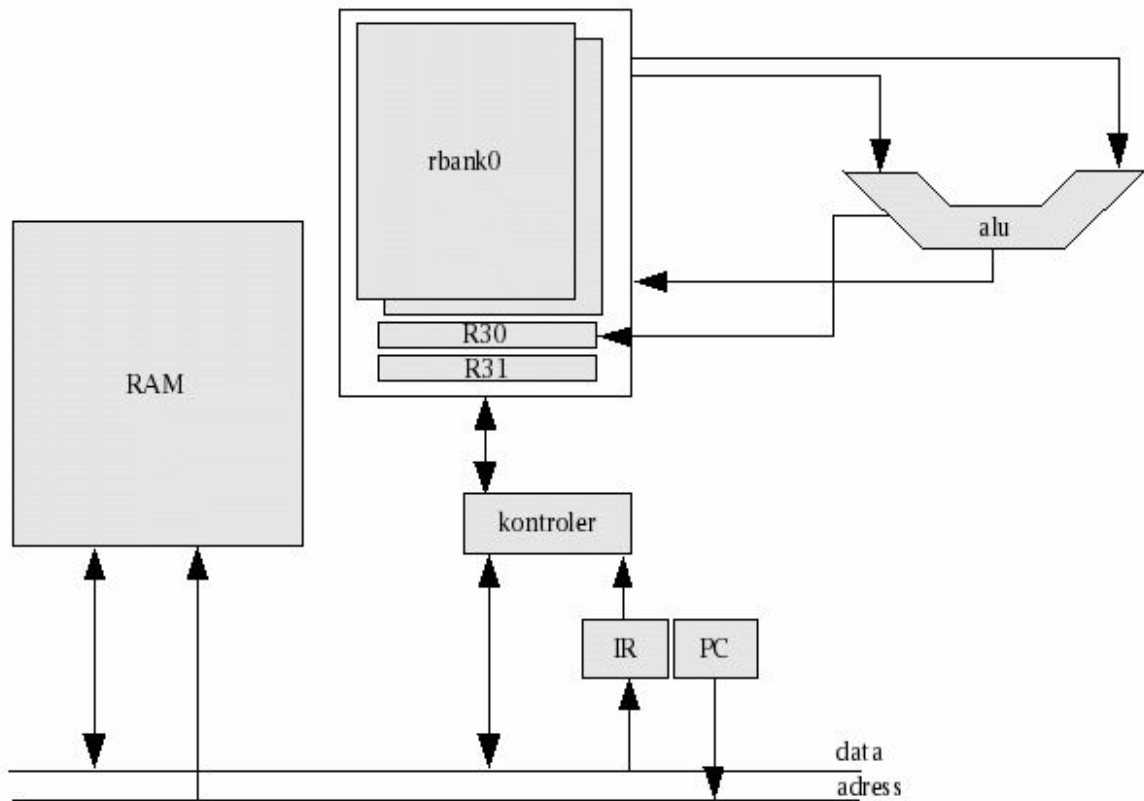 rbank0
alu
R30
R31
RAM
kontroler
IR
PC
data
adress